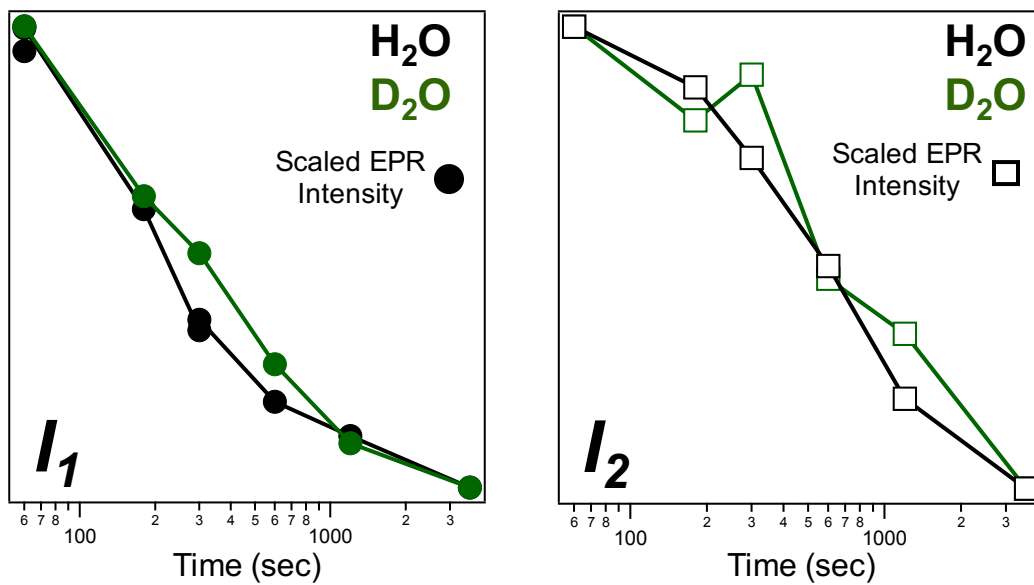 H₂O
D₂O
Scaled EPR
Intensity
I₁
6 7 8 100 2 3 4 5 6 7 8 1000 2 3
Time (sec)
H₂O
D₂O
Scaled EPR
Intensity
I₂
6 7 8 100 2 3 4 5 6 7 8 1000 2 3
Time (sec)